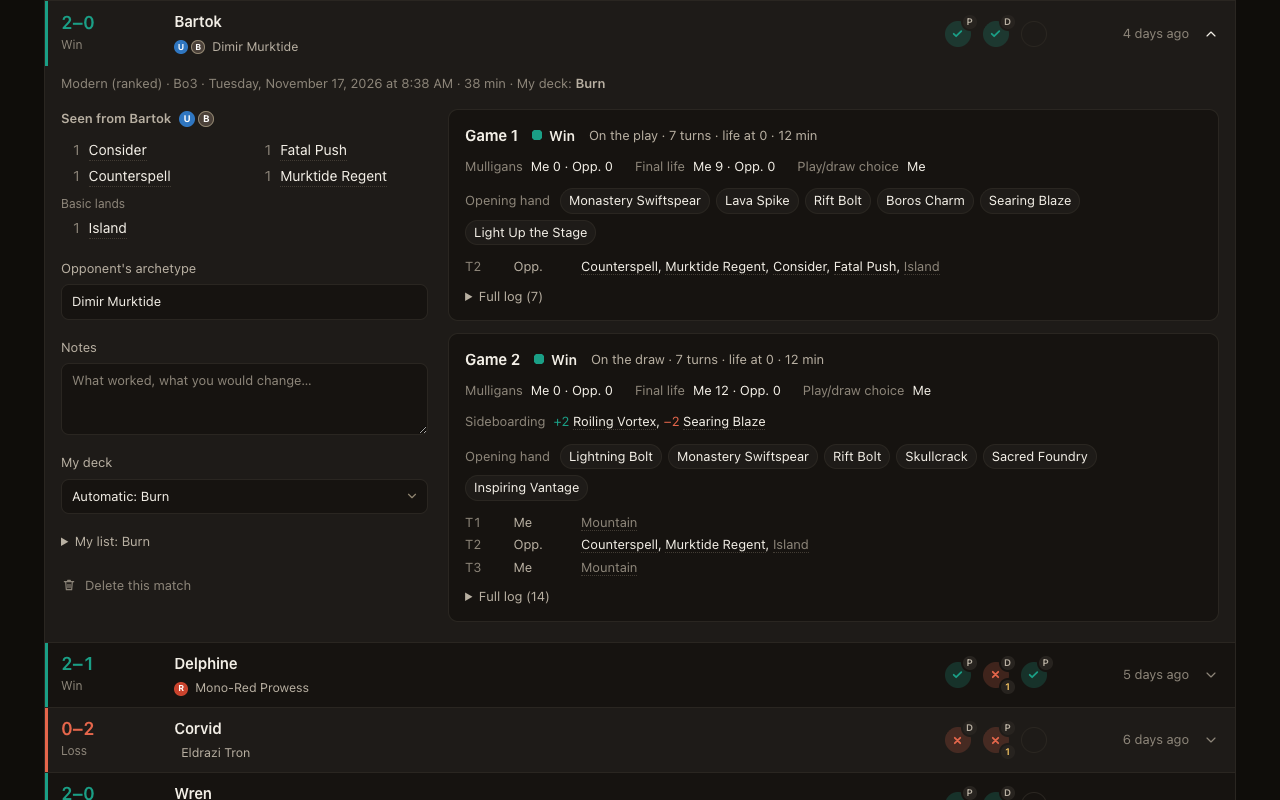 2–0
Win
Bartok
U B Dimir Murktide
P D
4 days ago
Modern (ranked) · Bo3 · Tuesday, November 17, 2026 at 8:38 AM · 38 min · My deck: Burn
Seen from Bartok U B
1 Consider
1 Fatal Push
1 Counterspell
1 Murktide Regent
Basic lands
1 Island
Opponent's archetype
Dimir Murktide
Notes
What worked, what you would change…
My deck
Automatic: Burn
My list: Burn
Delete this match
Game 1 Win On the play · 7 turns · life at 0 · 12 min
Mulligans Me 0 · Opp. 0 Final life Me 9 · Opp. 0 Play/draw choice Me
Opening hand Monastery Swiftspear Lava Spike Rift Bolt Boros Charm Searing Blaze
Light Up the Stage
T2 Opp. Counterspell, Murktide Regent, Consider, Fatal Push, Island
Full log (7)
Game 2 Win On the draw · 7 turns · life at 0 · 12 min
Mulligans Me 0 · Opp. 0 Final life Me 12 · Opp. 0 Play/draw choice Me
Sideboarding +2 Roiling Vortex, −2 Searing Blaze
Opening hand Lightning Bolt Monastery Swiftspear Rift Bolt Skullcrack Sacred Foundry
Inspiring Vantage
T1 Me Mountain
T2 Opp. Counterspell, Murktide Regent, Island
T3 Me Mountain
Full log (14)
2–1
Win
Delphine
R Mono-Red Prowess
P D 1 P
5 days ago
0–2
Loss
Corvid
Eldrazi Tron
D P 1
6 days ago
2–0
Wren
P D